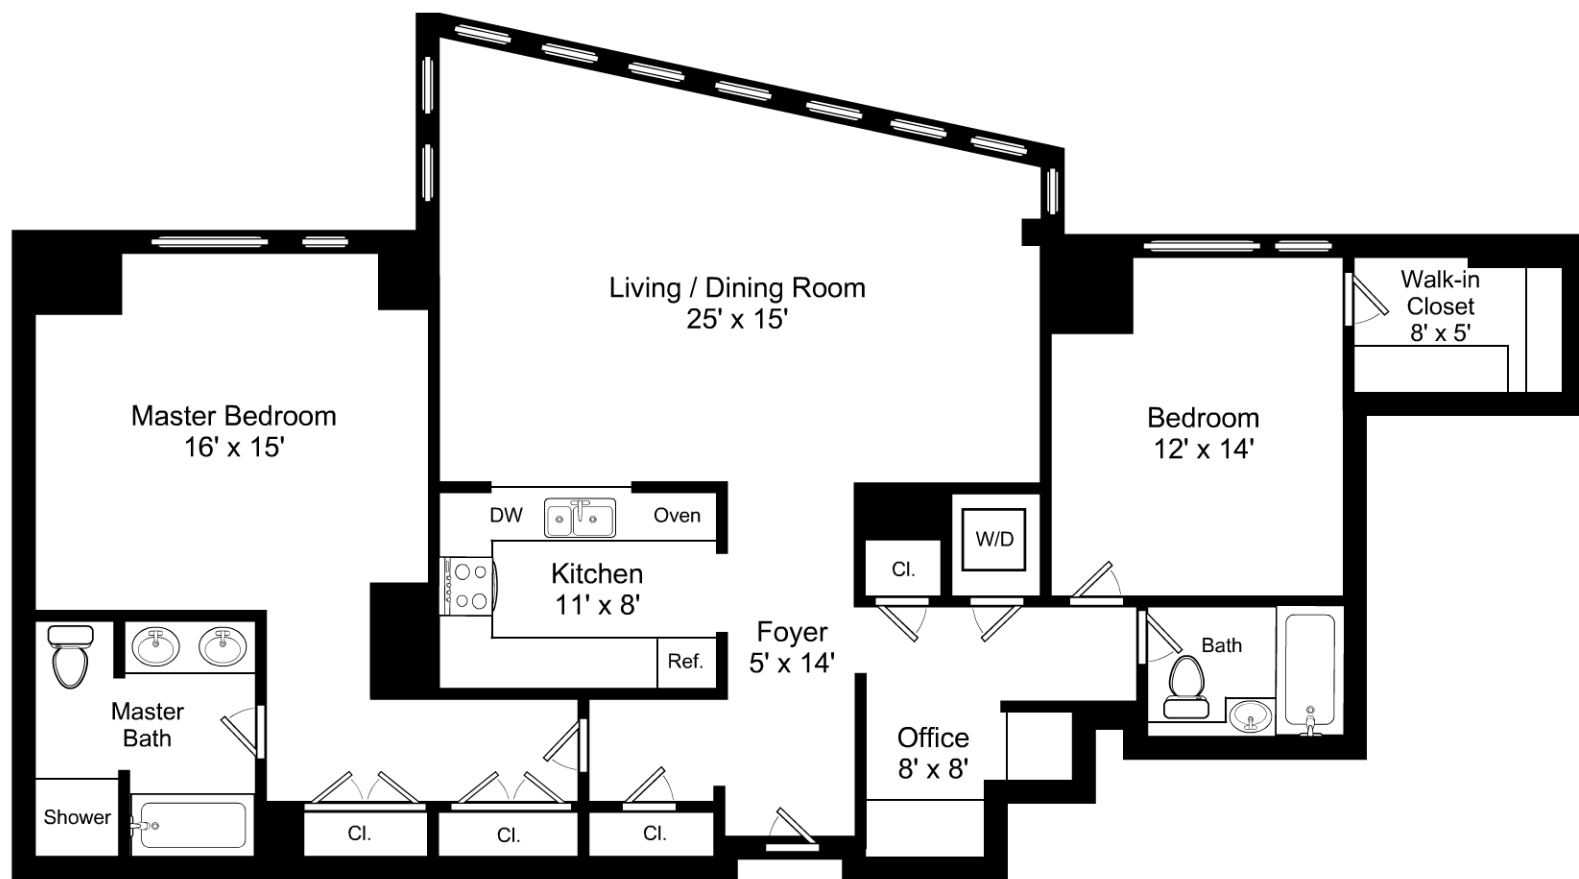 Living / Dining Room
25' x 15'
Walk-in
Closet
8' x 5'
Master Bedroom
16' x 15'
Bedroom
12' x 14'
DW
Oven
W/D
Kitchen
11' x 8'
Cl.
Foyer
5' x 14'
Bath
Ref.
Master
Bath
Office
8' x 8'
Shower
Cl.
Cl.
Cl.